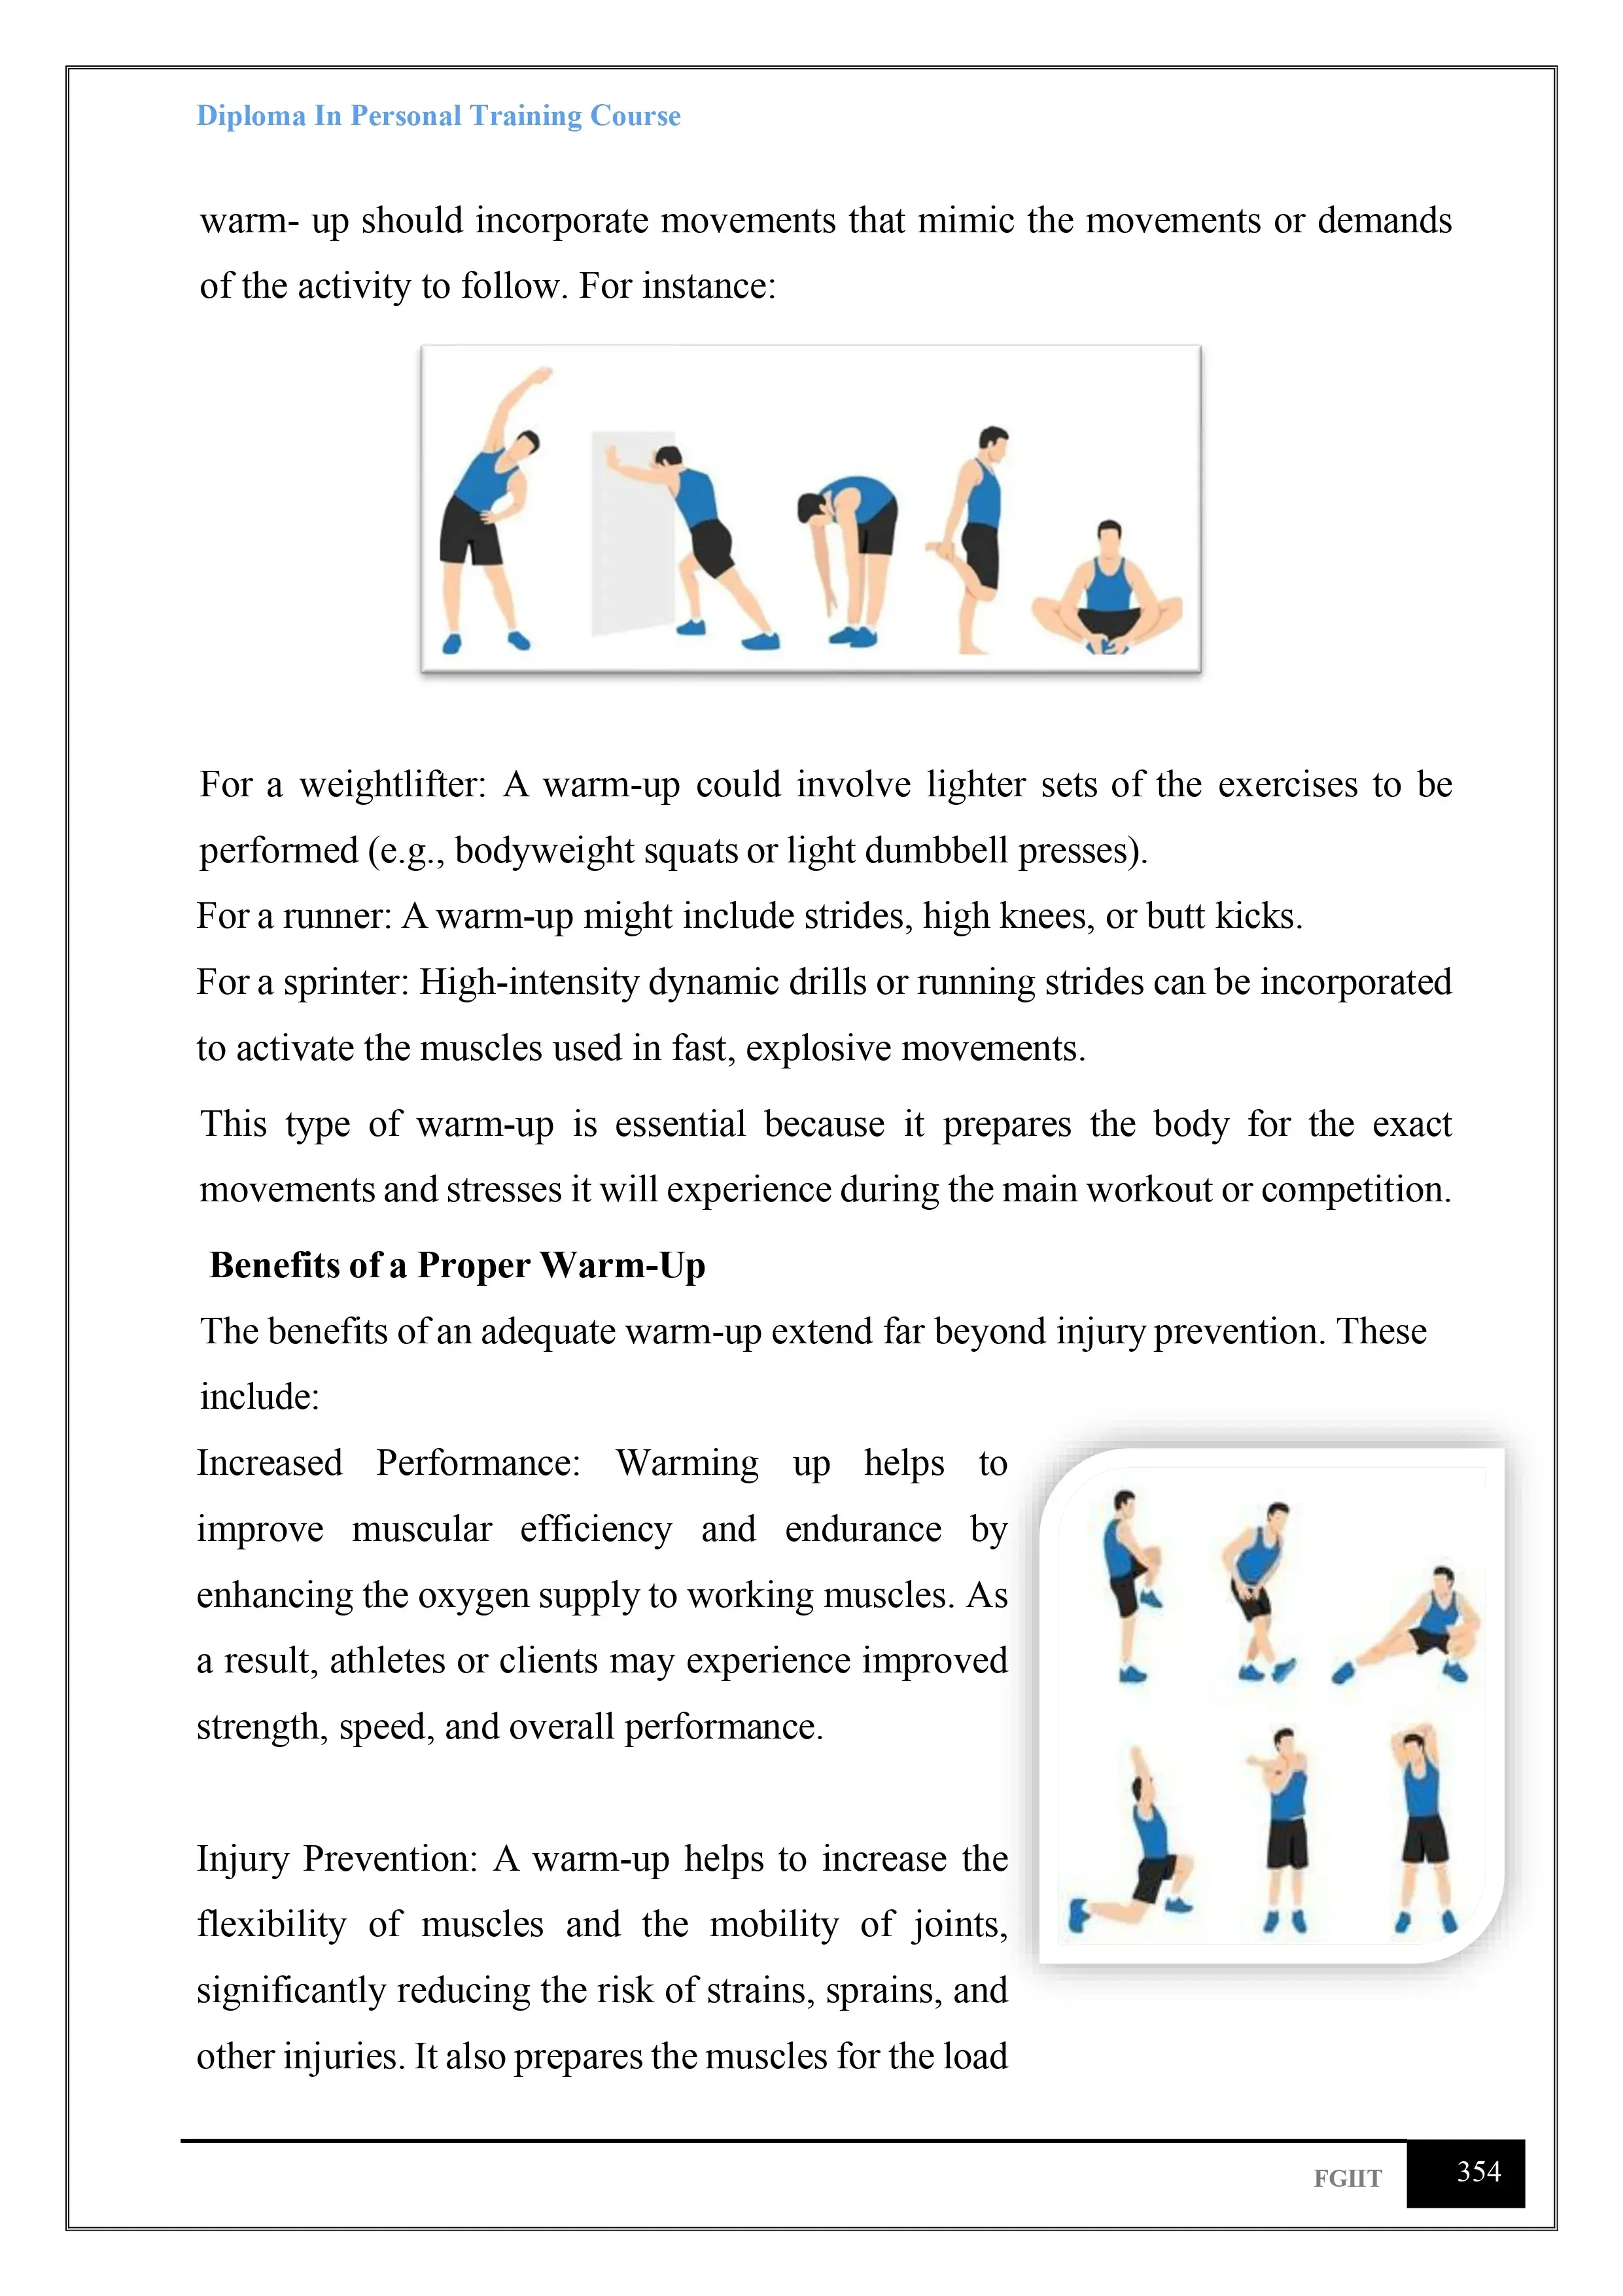 Diploma In Personal Training Course
warm- up should incorporate movements that mimic the movements or demands
of the activity to follow. For instance:
For a weightlifter: A warm-up could involve lighter sets of the exercises to be
performed (e.g., bodyweight squats or light dumbbell presses).
For a runner: A warm-up might include strides, high knees, or butt kicks.
For a sprinter: High-intensity dynamic drills or running strides can be incorporated
to activate the muscles used in fast, explosive movements.
This type of warm-up is essential because it prepares the body for the exact
movements and stresses it will experience during the main workout or competition.
Benefits of a Proper Warm-Up
The benefits of an adequate warm-up extend far beyond injury prevention. These
include:
Increased Performance: Warming up helps to
improve muscular efficiency and endurance by
enhancing the oxygen supply to working muscles. As
a result, athletes or clients may experience improved
strength, speed, and overall performance.
Injury Prevention: A warm-up helps to increase the
flexibility of muscles and the mobility of joints,
significantly reducing the risk of strains, sprains, and
other injuries. It also prepares the muscles for the load
FGIIT
354